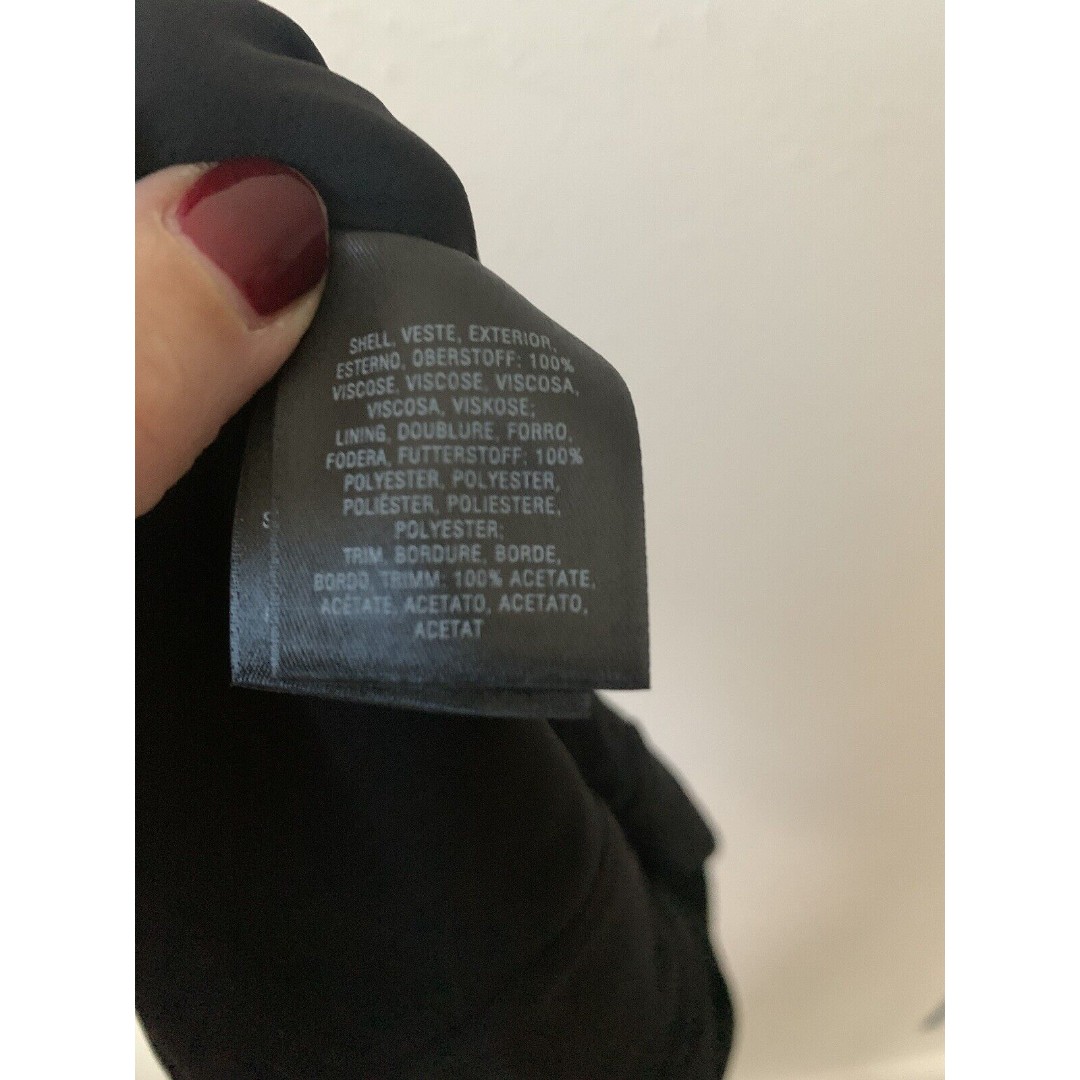 SHELL, VESTE, EXTERIOR,
ESTERNO, OBERSTOFF: 100%
VISCOSE, VISCOSE, VISCOSA,
VISCOSA, VISKOSE;
LINING, DOUBLURE, FORRO,
FODERA, FUTTERSTOFF: 100%
POLYESTER, POLYESTER,
POLIÉSTER, POLIESTERE,
POLYESTER;
TRIM, BORDURE, BORDE,
BORDO, TRIMM: 100% ACETATE,
ACÉTATE, ACETATO, ACETATO,
ACETAT
S